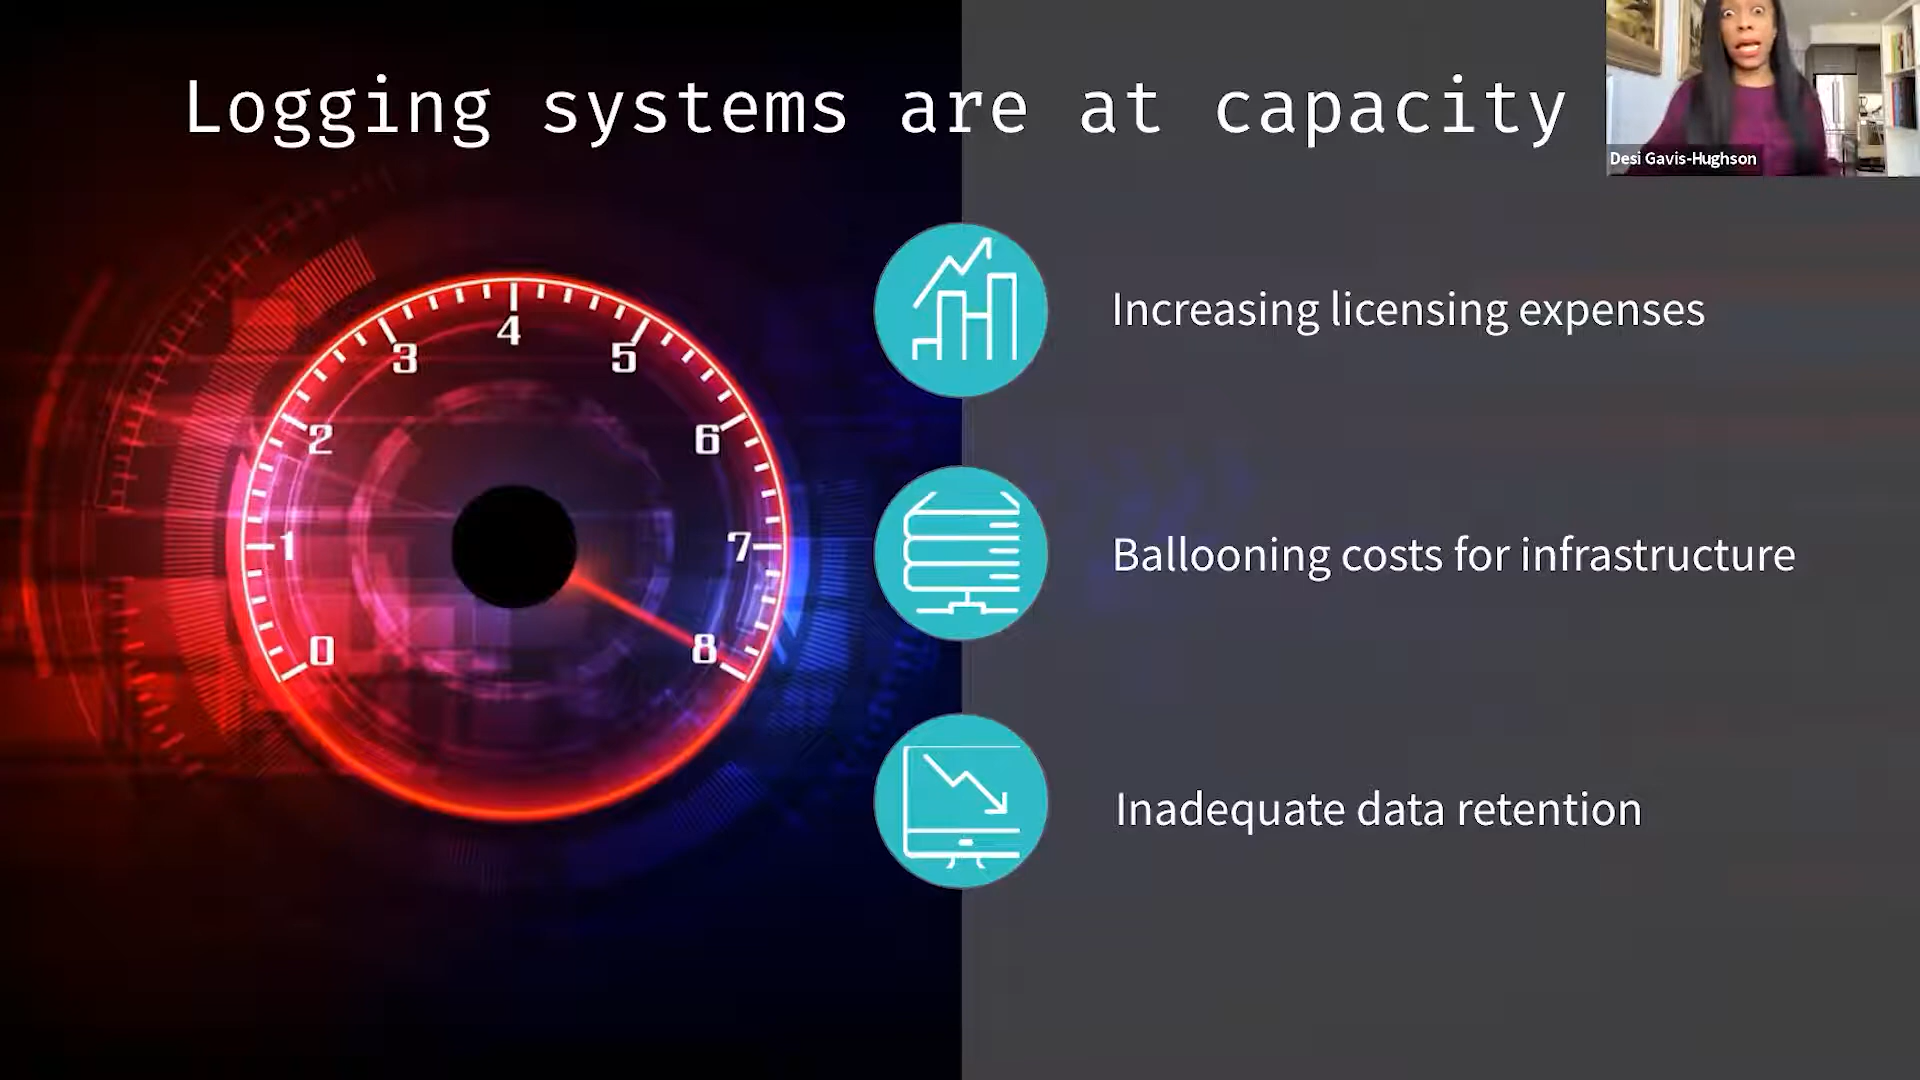 Logging systems are at capacity
Desi Gavis-Hughson
Increasing licensing expenses
Ballooning costs for infrastructure
Inadequate data retention
0
1
2
3
4
5
6
7
8